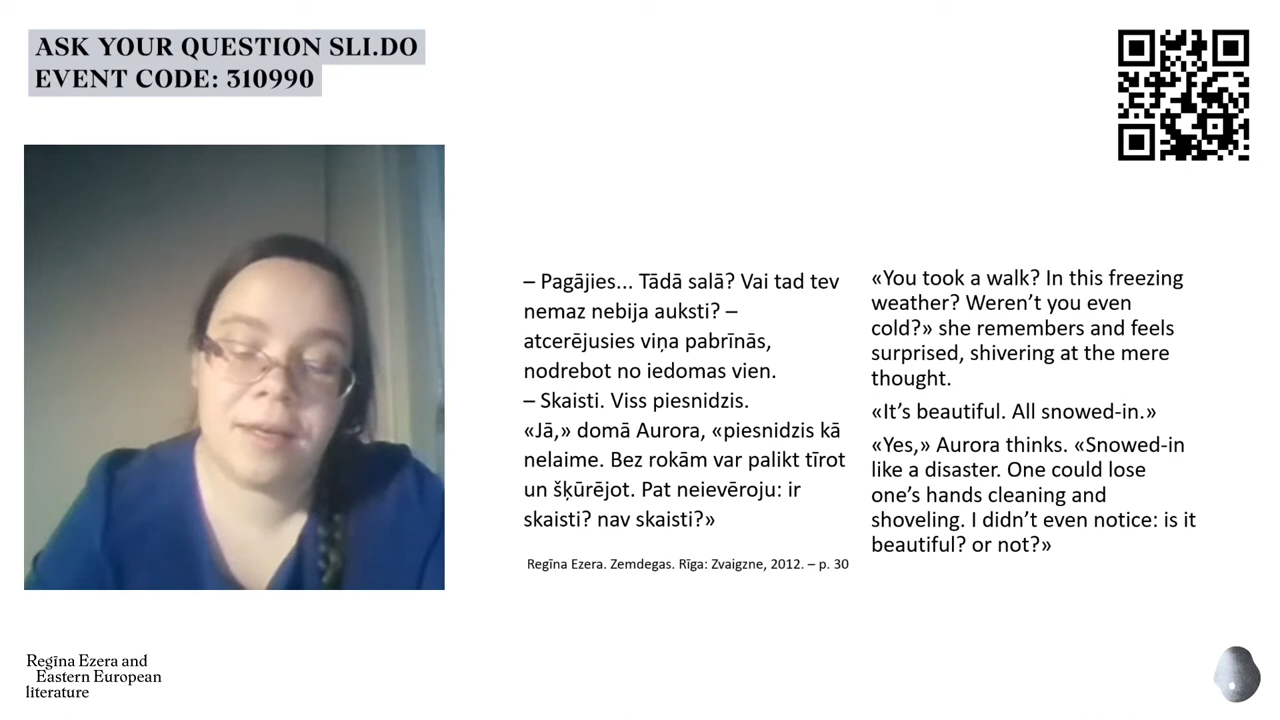 ASK YOUR QUESTION SLI.DO
EVENT CODE: 310990
– Pagājies... Tādā salā? Vai tad tev
nemaz nebija auksti? –
atcerējusies viņa pabrīnās,
nodrebot no iedomas vien.
– Skaisti. Viss piesnidzis.
«Jā,» domā Aurora, «piesnidzis kā
nelaime. Bez rokām var palikt tīrot
un šķūrējot. Pat neievēroju: ir
skaisti? nav skaisti?»
Regīna Ezera. Zemdegas. Rīga: Zvaigzne, 2012. – p. 30
«You took a walk? In this freezing
weather? Weren’t you even
cold?» she remembers and feels
surprised, shivering at the mere
thought.
«It’s beautiful. All snowed-in.»
«Yes,» Aurora thinks. «Snowed-in
like a disaster. One could lose
one’s hands cleaning and
shoveling. I didn’t even notice: is it
beautiful? or not?»
Regīna Ezera and
Eastern European
literature